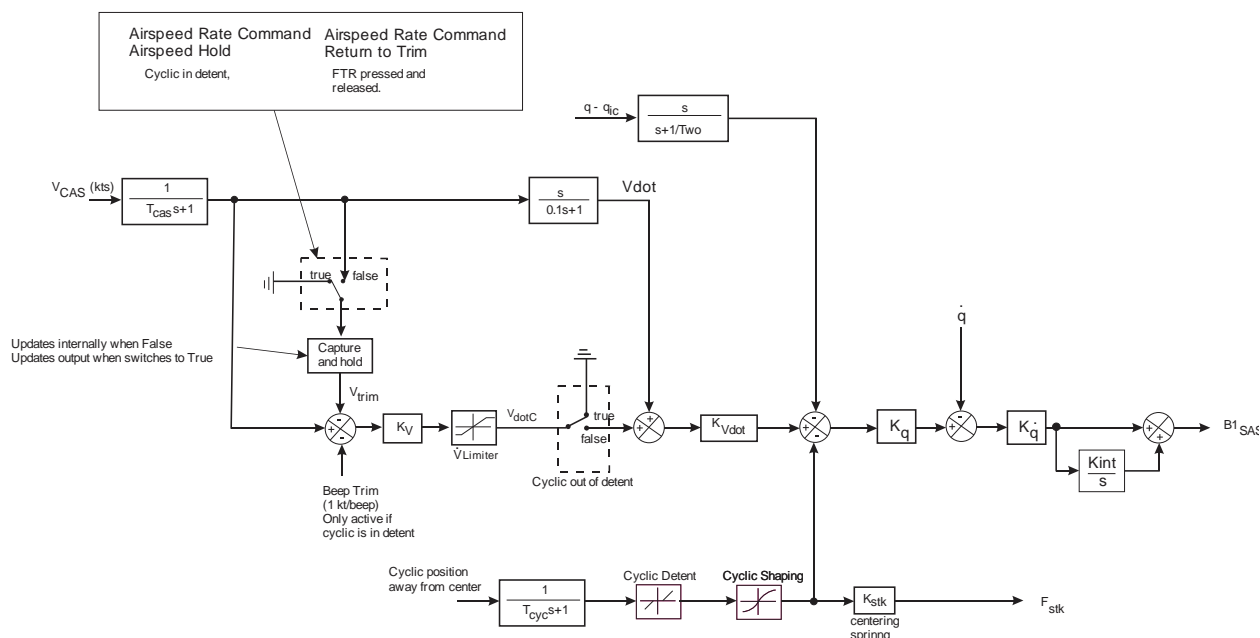 Airspeed Rate Command
Airspeed Hold
Cyclic in detent,
Airspeed Rate Command
Return to Trim
FTR pressed and
released.
q - qic
s
s+1/Two
VCAS (kts)
1
Tcas s+1
s
0.1s+1
Vdot
true
false
Updates internally when False
Updates output when switches to True
Capture
and hold
Vtrim
+
-
-
KV
V̇ Limiter
VdotC
true
false
Cyclic out of detent
+
+
KVdot
-
+
-
Kq
q̇
+
-
Kq̇
Kint
s
+
+
B1SAS
Beep Trim
(1 kt/beep)
Only active if
cyclic is in detent
Cyclic position
away from center
1
Tcycs+1
Cyclic Detent
Cyclic Shaping
Kstk
centering
sprinng
Fstk